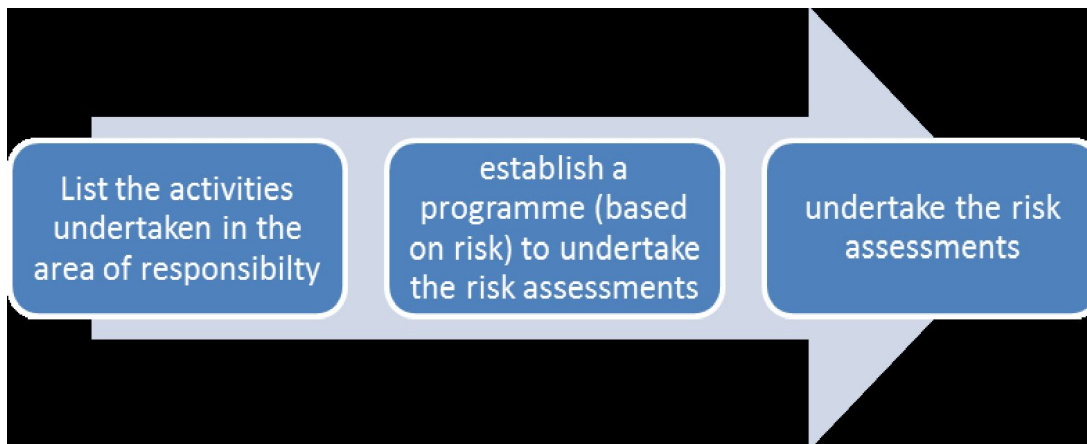 List the activities
undertaken in the
area of responsibilty
establish a
programme (based
on risk) to undertake
the risk assessments
undertake the risk
assessments